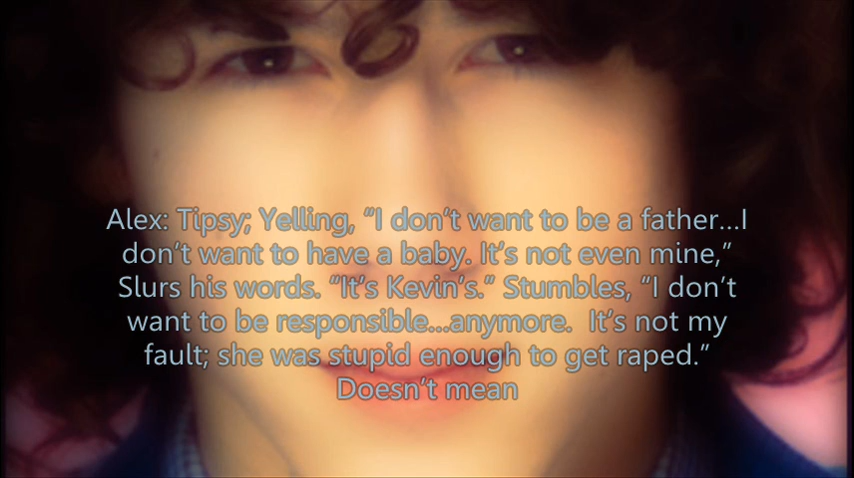 Alex: Tipsy; Yelling, “I don’t want to be a father...I
don’t want to have a baby. It’s not even mine,”
Slurs his words. “It’s Kevin’s.” Stumbles, “I don’t
want to be responsible...anymore.  It’s not my
fault; she was stupid enough to get raped.”
Doesn’t mean